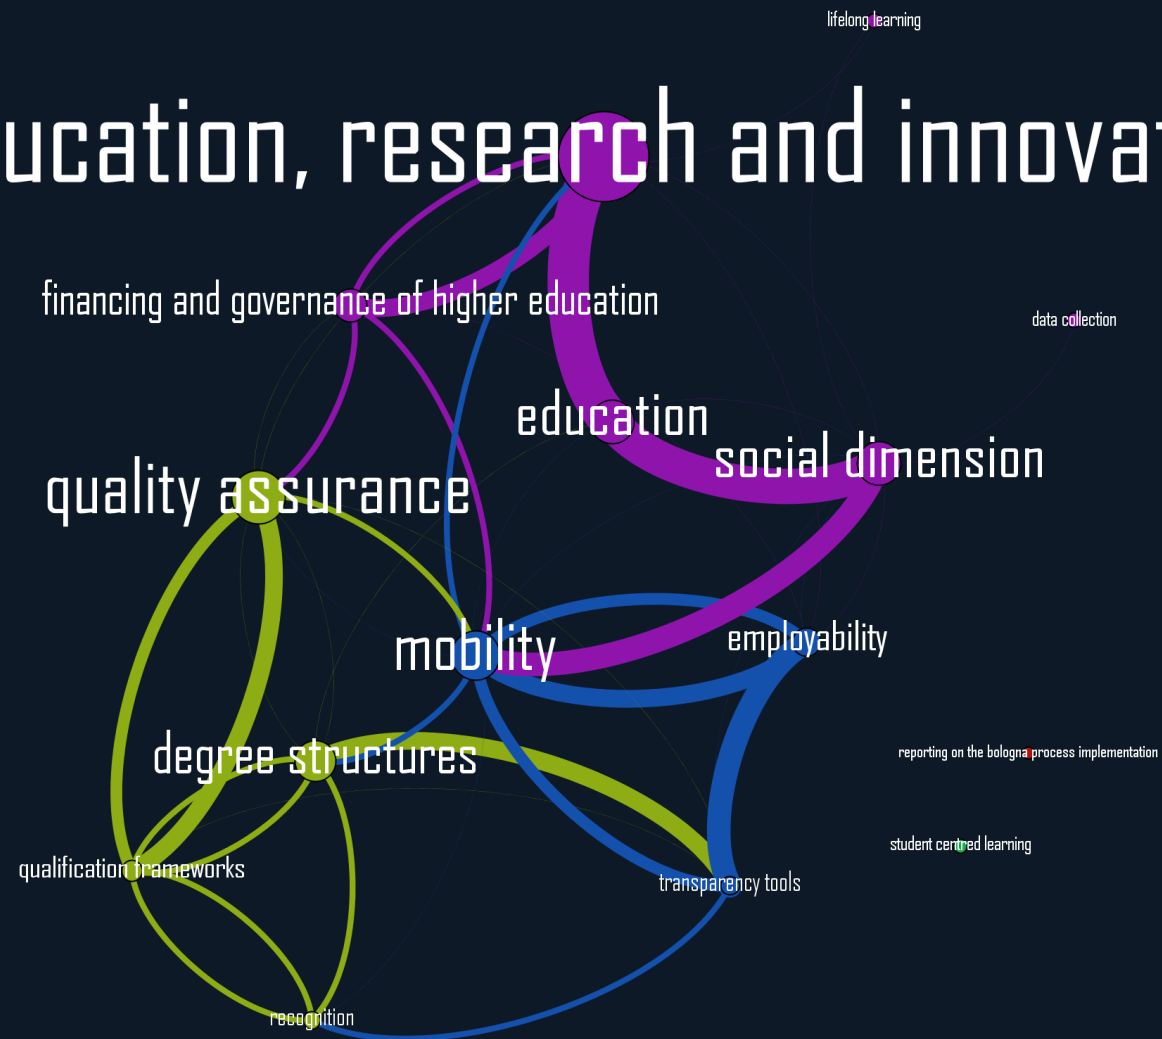 lifelong learning
ucation, research and innova
financing and governance of higher education
data collection
education
social dimension
quality assurance
mobility
employability
degree structures
reporting on the bologna process implementation
student centred learning
qualification frameworks
transparency tools
recognition